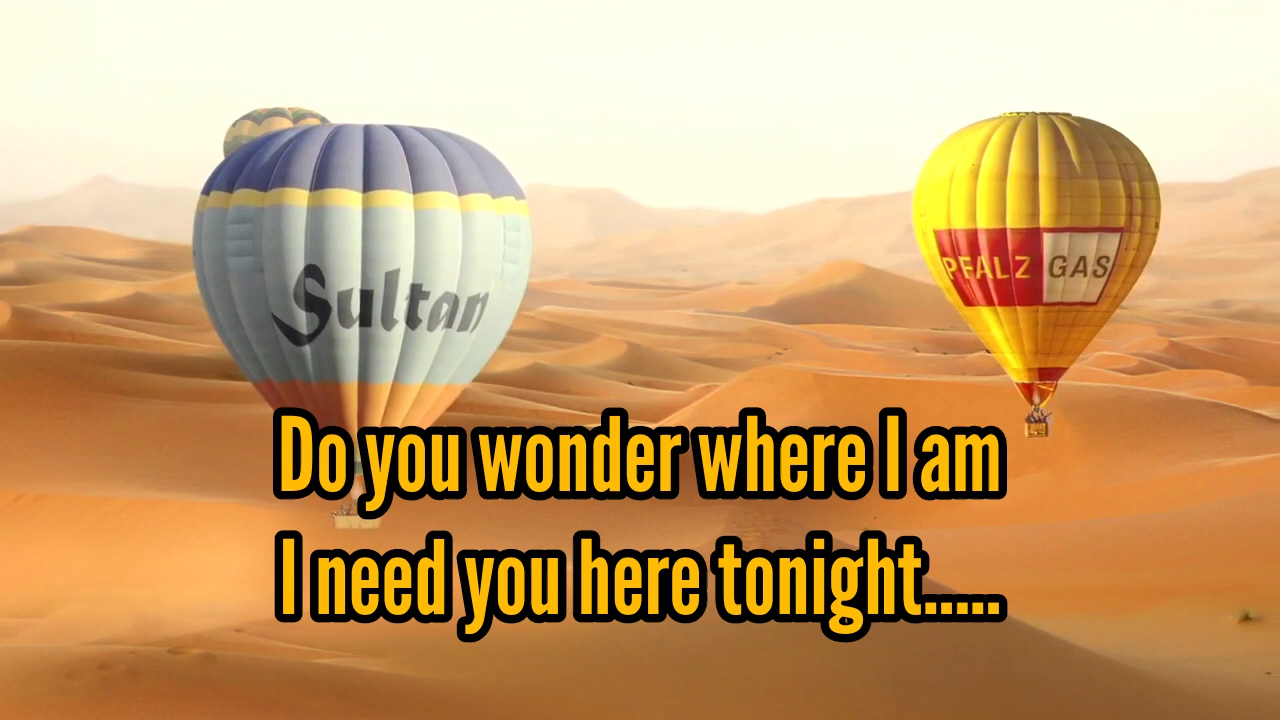 Sultan
PFALZ GAS
Do you wonder where I am
I need you here tonight.....